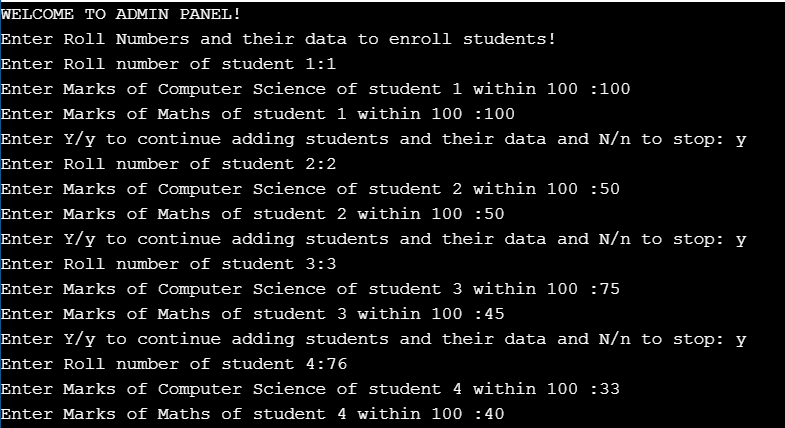 WELCOME TO ADMIN PANEL!
Enter Roll Numbers and their data to enroll students!
Enter Roll number of student 1:1
Enter Marks of Computer Science of student 1 within 100 :100
Enter Marks of Maths of student 1 within 100 :100
Enter Y/y to continue adding students and their data and N/n to stop: y
Enter Roll number of student 2:2
Enter Marks of Computer Science of student 2 within 100 :50
Enter Marks of Maths of student 2 within 100 :50
Enter Y/y to continue adding students and their data and N/n to stop: y
Enter Roll number of student 3:3
Enter Marks of Computer Science of student 3 within 100 :75
Enter Marks of Maths of student 3 within 100 :45
Enter Y/y to continue adding students and their data and N/n to stop: y
Enter Roll number of student 4:76
Enter Marks of Computer Science of student 4 within 100 :33
Enter Marks of Maths of student 4 within 100 :40